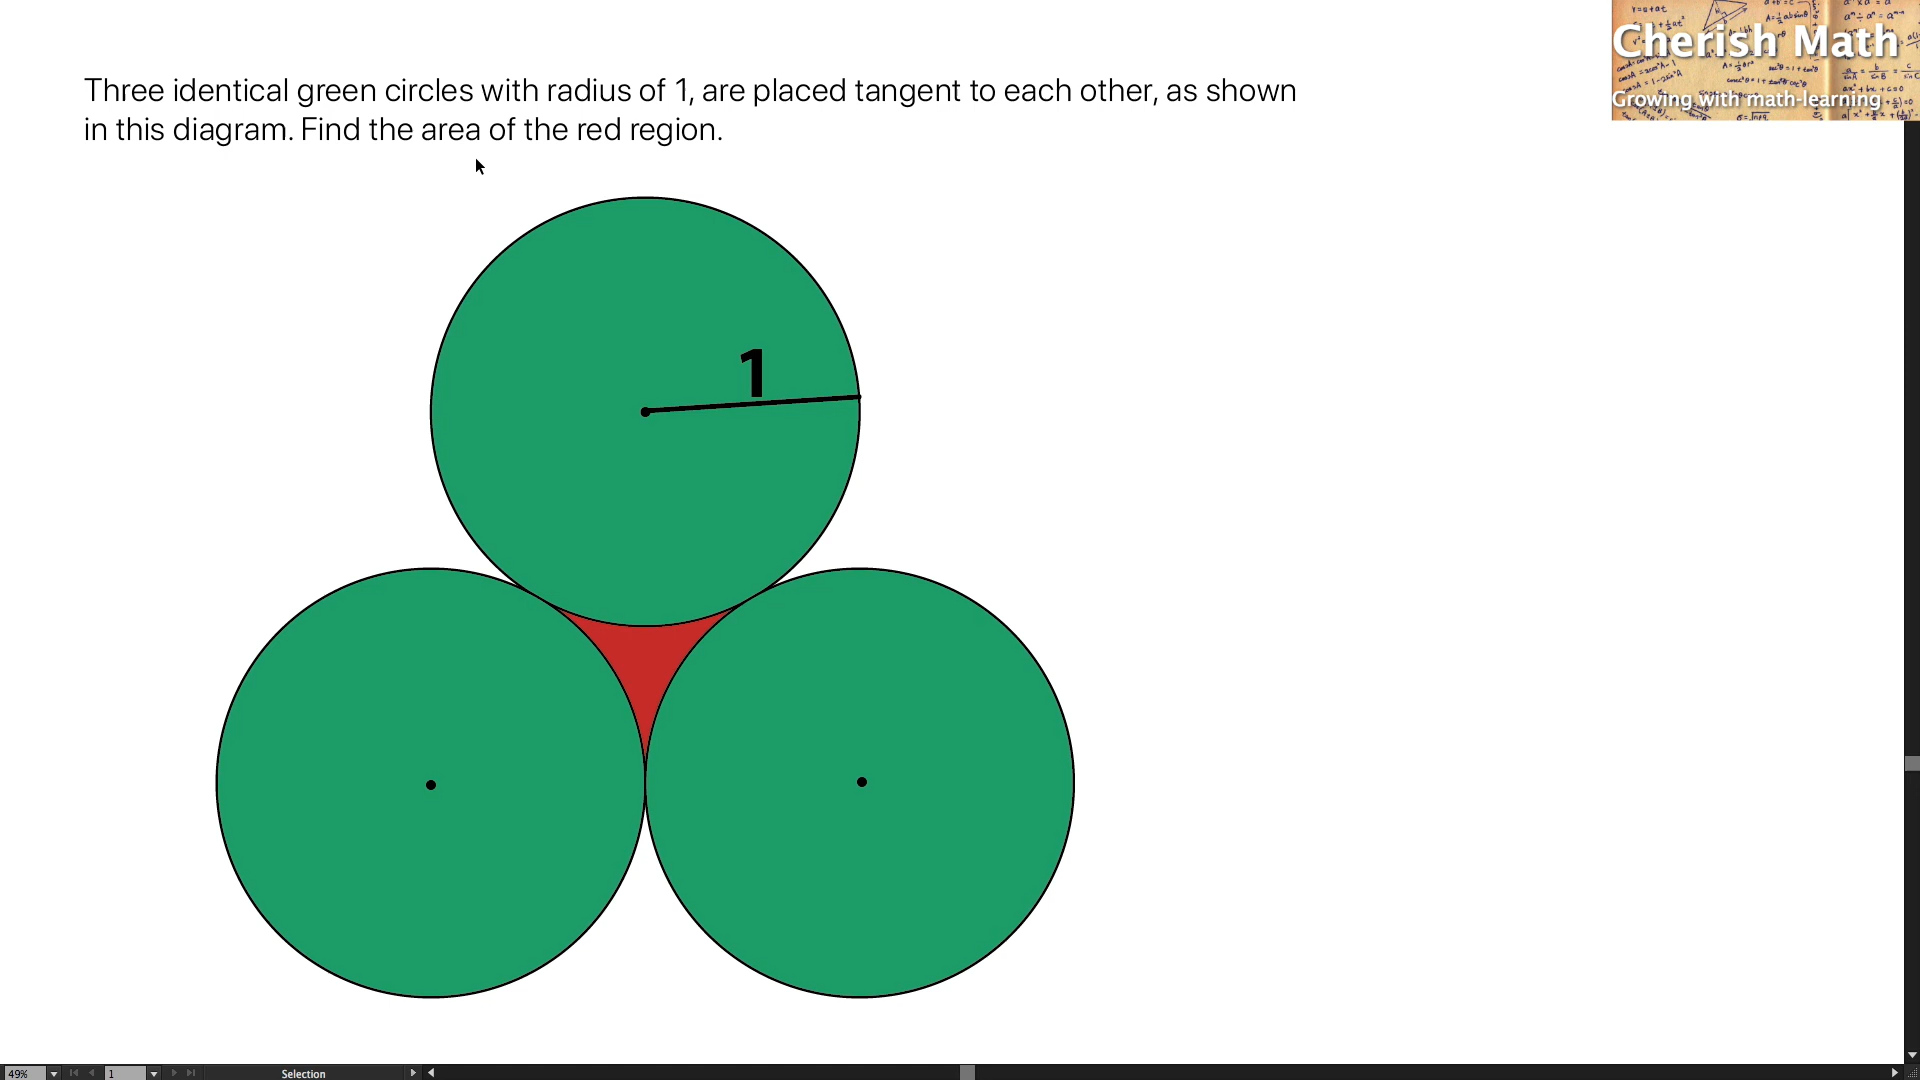 Cherish Math
Growing with math-learning
Three identical green circles with radius of 1, are placed tangent to each other, as shown
in this diagram. Find the area of the red region.
1
49%
1
Selection